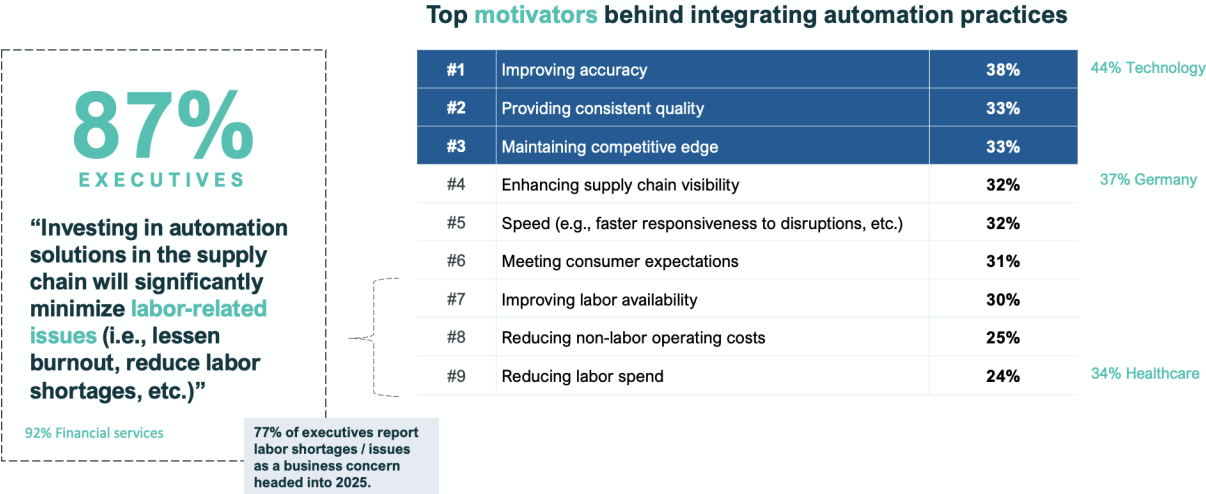 Top motivators behind integrating automation practices
87%
EXECUTIVES
“Investing in automation
solutions in the supply
chain will significantly
minimize labor-related
issues (i.e., lessen
burnout, reduce labor
shortages, etc.)”
92% Financial services
77% of executives report
labor shortages / issues
as a business concern
headed into 2025.
#1 Improving accuracy 38% 44% Technology
#2 Providing consistent quality 33%
#3 Maintaining competitive edge 33%
#4 Enhancing supply chain visibility 32% 37% Germany
#5 Speed (e.g., faster responsiveness to disruptions, etc.) 32%
#6 Meeting consumer expectations 31%
#7 Improving labor availability 30%
#8 Reducing non-labor operating costs 25%
#9 Reducing labor spend 24% 34% Healthcare